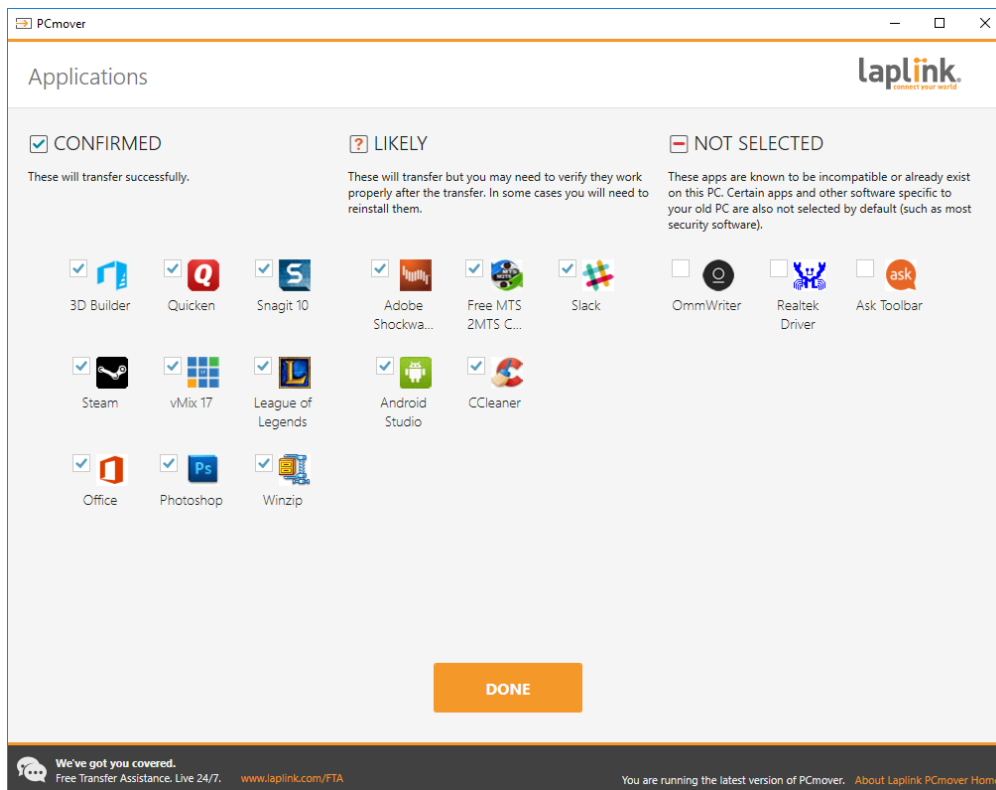 PCmover
Applications
laplink.
connect your world
CONFIRMED
These will transfer successfully.
? LIKELY
These will transfer but you may need to verify they work
properly after the transfer. In some cases you will need to
reinstall them.
NOT SELECTED
These apps are known to be incompatible or already exist
on this PC. Certain apps and other software specific to
your old PC are also not selected by default (such as most
security software).
3D Builder
Q
Quicken
S
Snagit 10
Steam
vMix 17
L
League of
Legends
Office
Ps
Photoshop
Winzip
Adobe
Shockwa...
MTS
M2TS
Free MTS
2MTS C...
Slack
Android
Studio
CCleaner
OmmWriter
Realtek
Driver
ask
Ask Toolbar
DONE
We've got you covered.
Free Transfer Assistance. Live 24/7. www.laplink.com/FTA
You are running the latest version of PCmover. About Laplink PCmover Home